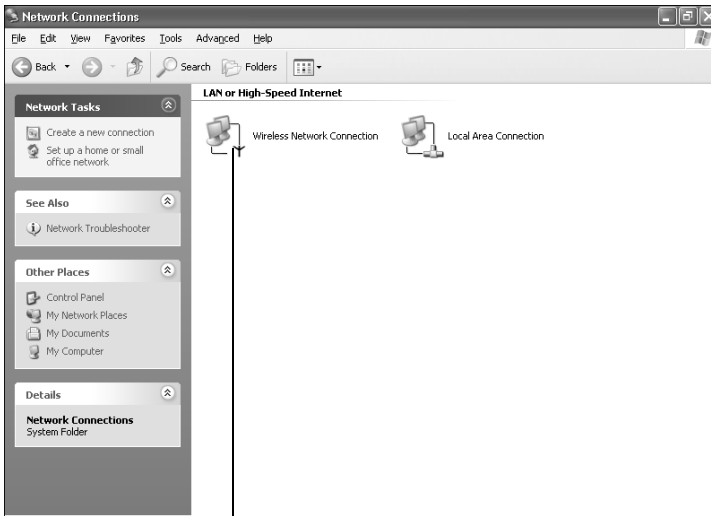 Network Connections
File Edit View Favorites Tools Advanced Help
Back Search Folders
Network Tasks
Create a new connection
Set up a home or small
office network
See Also
Network Troubleshooter
Other Places
Control Panel
My Network Places
My Documents
My Computer
Details
Network Connections
System Folder
LAN or High-Speed Internet
Wireless Network Connection Local Area Connection